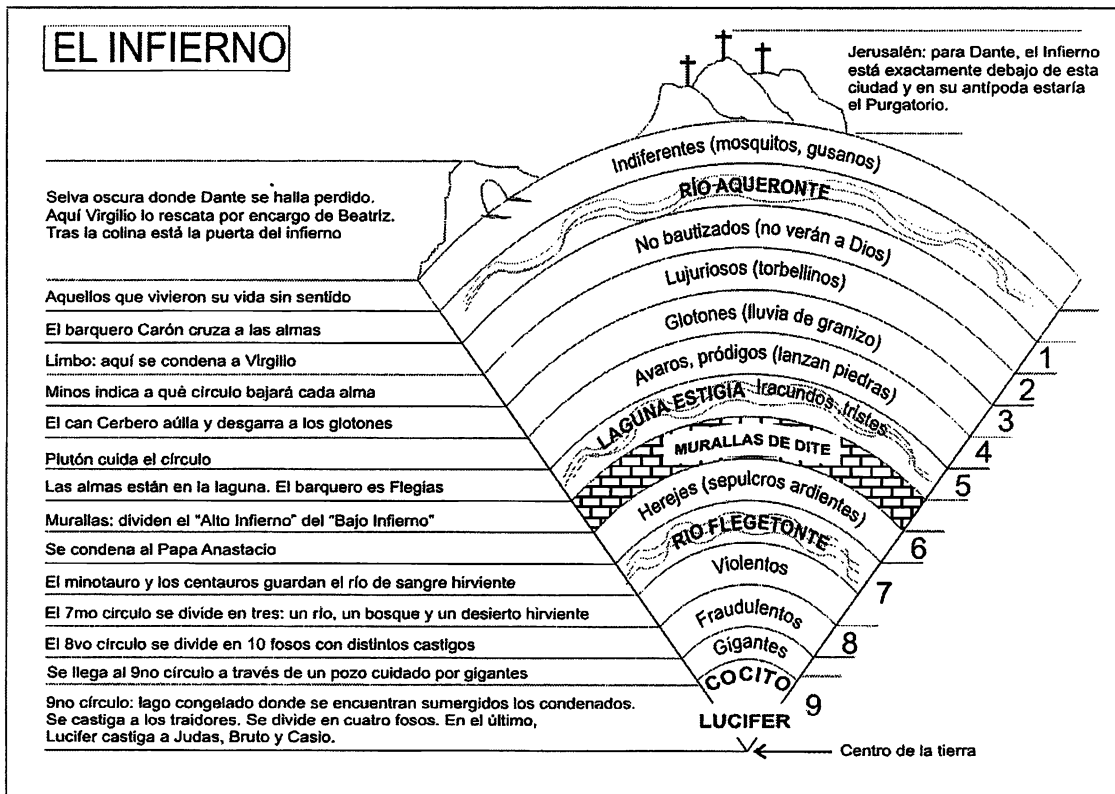 EL INFIERNO
Jerusalén: para Dante, el Infierno
está exactamente debajo de esta
ciudad y en su antípoda estaría
el Purgatorio.
Selva oscura donde Dante se halla perdido.
Aquí Virgilio lo rescata por encargo de Beatriz.
Tras la colina está la puerta del infierno
Aquellos que vivieron su vida sin sentido
El barquero Carón cruza a las almas
Limbo: aquí se condena a Virgilio
Minos indica a qué círculo bajará cada alma
El can Cerbero aúlla y desgarra a los glotones
Plutón cuida el círculo
Las almas están en la laguna. El barquero es Flegías
Murallas: dividen el "Alto Infierno" del "Bajo Infierno"
Se condena al Papa Anastacio
El minotauro y los centauros guardan el río de sangre hirviente
El 7mo círculo se divide en tres: un río, un bosque y un desierto hirviente
El 8vo círculo se divide en 10 fosos con distintos castigos
Se llega al 9no círculo a través de un pozo cuidado por gigantes
9no círculo: lago congelado donde se encuentran sumergidos los condenados.
Se castiga a los traidores. Se divide en cuatro fosos. En el último,
Lucifer castiga a Judas, Bruto y Casio.
Indiferentes (mosquitos, gusanos)
RÍO AQUERONTE
No bautizados (no verán a Dios)
Lujuriosos (torbellinos)
Glotones (lluvia de granizo)
Avaros, pródigos (lanzan piedras)
LAGUNA ESTIGIA Iracundos, tristes
MURALLAS DE DITE
Herejes (sepulcros ardientes)
RIO FLEGETONTE
Violentos
Fraudulentos
Gigantes
COCITO
LUCIFER
1
2
3
4
5
6
7
8
9
Centro de la tierra